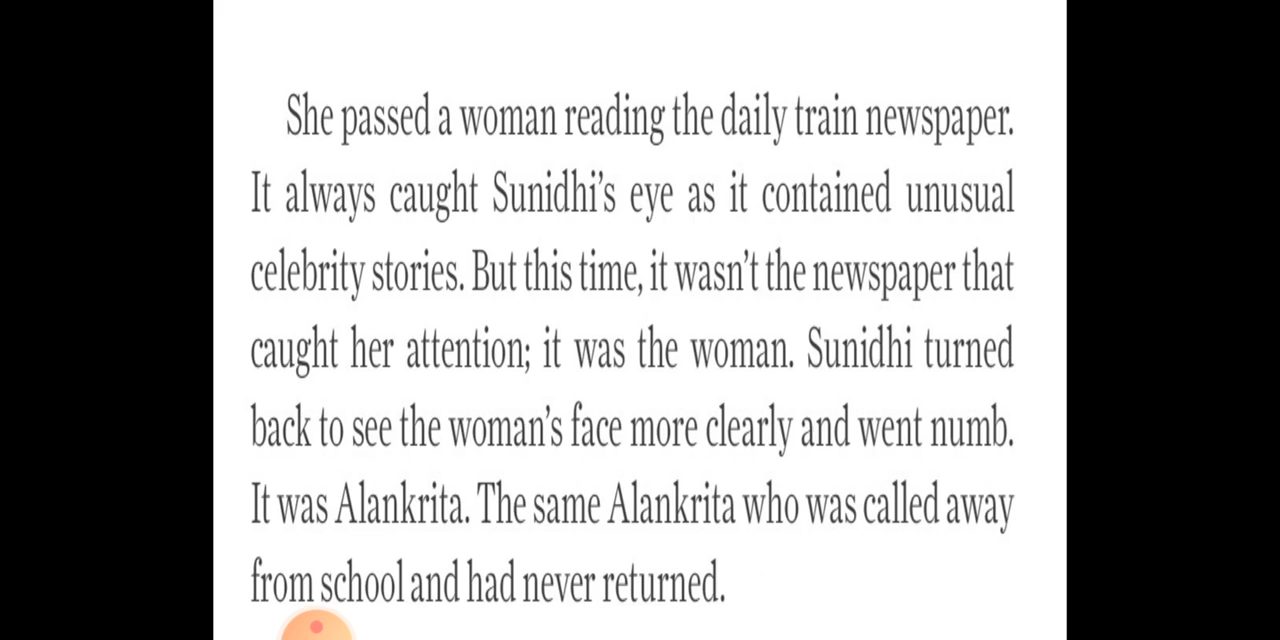 She passed a woman reading the daily train newspaper.
It always caught Sunidhi’s eye as it contained unusual
celebrity stories. But this time, it wasn’t the newspaper that
caught her attention; it was the woman. Sunidhi turned
back to see the woman’s face more clearly and went numb.
It was Alankrita. The same Alankrita who was called away
from school and had never returned.